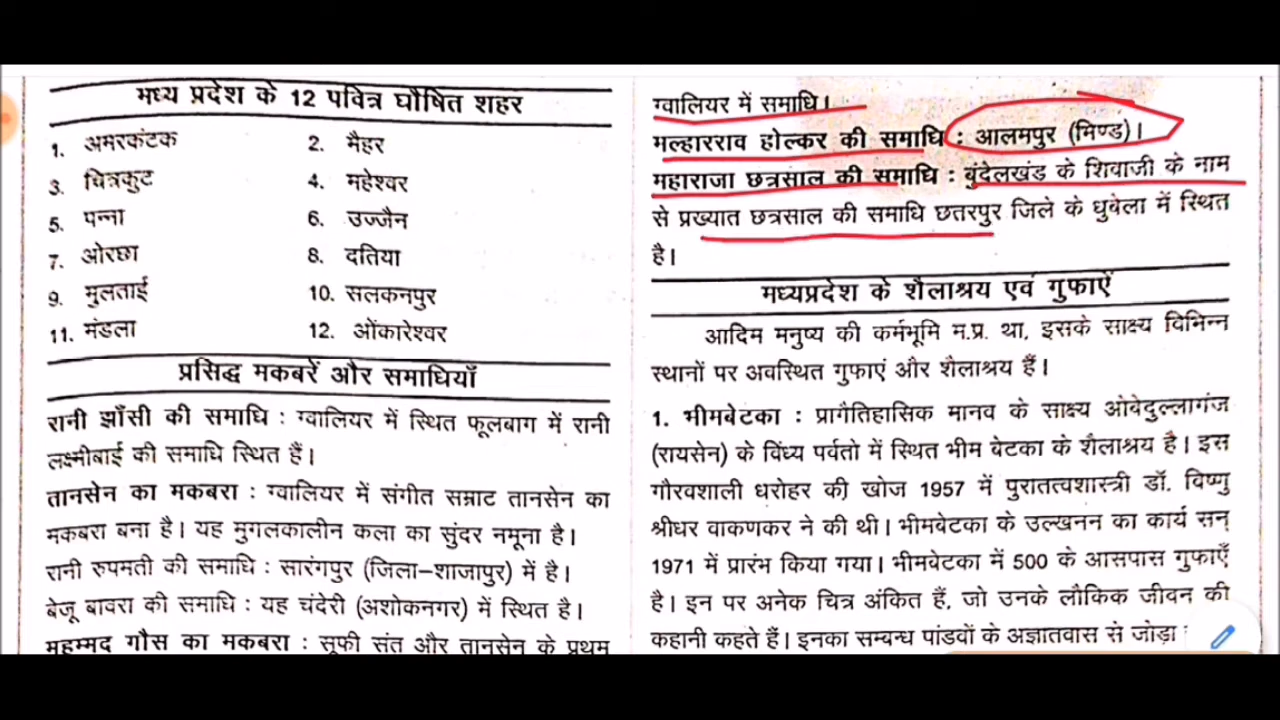 मध्य प्रदेश के 12 पवित्र घौषित शहर
1. अमरकंटक
2. मैहर
3. चित्रकुट
4. महेश्वर
5. पन्ना
6. उज्जैन
7. ओरछा
8. दतिया
9. मुलताई
10. सलकनपुर
11. मंडला
12. ओंकारेश्वर
प्रसिद्ध मकबरें और समाधियाँ
रानी झाँसी की समाधि : ग्वालियर में स्थित फूलबाग में रानी
लक्ष्मीबाई की समाधि स्थित हैं।
तानसेन का मकबरा : ग्वालियर में संगीत सम्राट तानसेन का
मकबरा बना है। यह मुगलकालीन कला का सुंदर नमूना है।
रानी रुपमती की समाधि : सारंगपुर (जिला–शाजापुर) में है।
बेजू बावरा की समाधि : यह चंदेरी (अशोकनगर) में स्थित है।
मुहम्मद गौस का मकबरा : सूफी संत और तानसेन के प्रथम
ग्वालियर में समाधि।
मल्हारराव होल्कर की समाधि : आलमपुर (भिण्ड)।
महाराजा छत्रसाल की समाधि : बुंदेलखंड के शिवाजी के नाम
से प्रख्यात छत्रसाल की समाधि छतरपुर जिले के धुबेला में स्थित
है।
मध्यप्रदेश के शैलाश्रय एवं गुफाऐं
आदिम मनुष्य की कर्मभूमि म.प्र. था, इसके साक्ष्य विभिन्न
स्थानों पर अवस्थित गुफाएं और शैलाश्रय हैं।
1. भीमबेटका : प्रागैतिहासिक मानव के साक्ष्य ओबेदुल्लागंज
(रायसेन) के विंध्य पर्वतो में स्थित भीम बेटका के शैलाश्रय है। इस
गौरवशाली धरोहर की खोज 1957 में पुरातत्वशास्त्री डॉ. विष्णु
श्रीधर वाकणकर ने की थी। भीमबेटका के उत्खनन का कार्य सन्
1971 में प्रारंभ किया गया। भीमबेटका में 500 के आसपास गुफाएँ
है। इन पर अनेक चित्र अंकित हैं, जो उनके लौकिक जीवन की
कहानी कहते हैं। इनका सम्बन्ध पांडवों के अज्ञातवास से जोड़ा